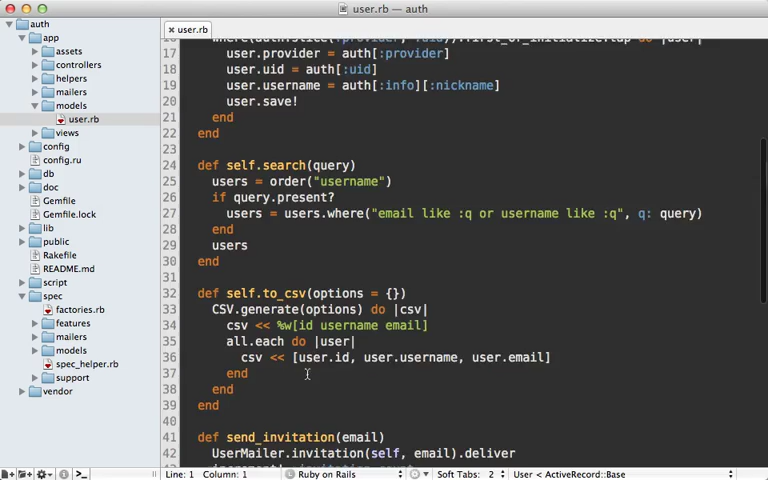 user.rb — auth
auth
app
assets
controllers
helpers
mailers
models
user.rb
views
config
config.ru
db
doc
Gemfile
Gemfile.lock
lib
public
Rakefile
README.md
script
spec
factories.rb
features
mailers
models
spec_helper.rb
support
vendor
× user.rb
17 user.provider = auth[:provider]
18 user.uid = auth[:uid]
19 user.username = auth[:info][:nickname]
20 user.save!
21 end
22 end
23
24 def self.search(query)
25 users = order("username")
26 if query.present?
27 users = users.where("email like :q or username like :q", q: query)
28 end
29 users
30 end
31
32 def self.to_csv(options = {})
33 CSV.generate(options) do |csv|
34 csv << %w[id username email]
35 all.each do |user|
36 csv << [user.id, user.username, user.email]
37 end
38 end
39 end
40
41 def send_invitation(email)
42 UserMailer.invitation(self, email).deliver
Line: 1 Column: 1
Ruby on Rails
Soft Tabs: 2
User < ActiveRecord::Base